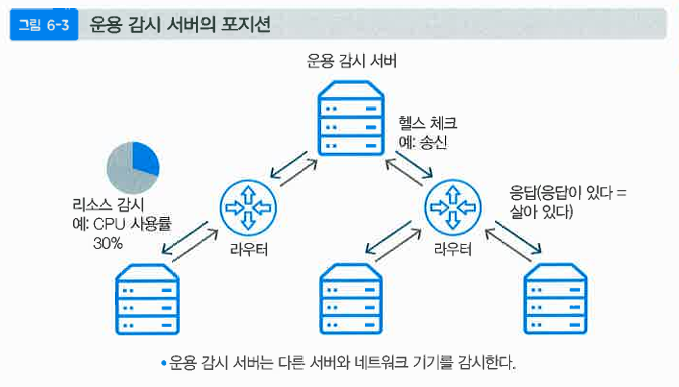 그림 6-3 운용 감시 서버의 포지션
운용 감시 서버
헬스 체크
예: 송신
리소스 감시
예: CPU 사용률
30%
라우터
라우터
응답(응답이 있다 =
살아 있다)
•운용 감시 서버는 다른 서버와 네트워크 기기를 감시한다.